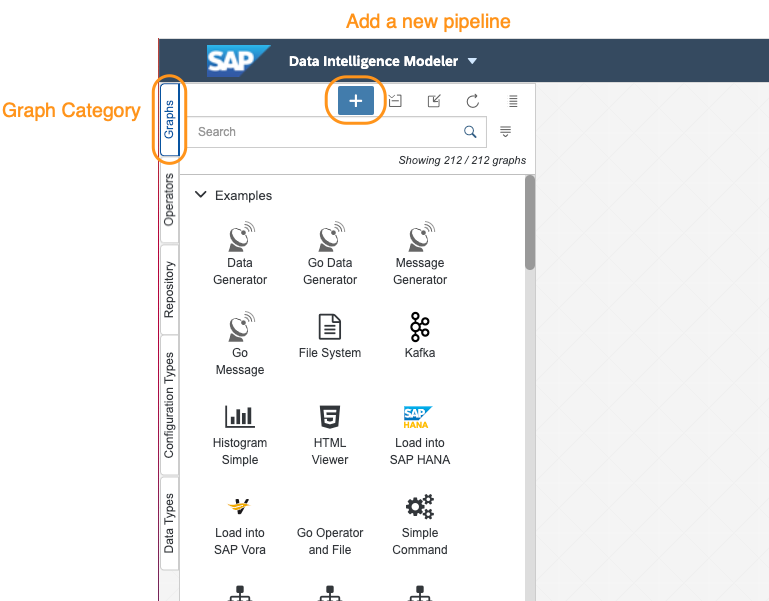 Add a new pipeline
SAP Data Intelligence Modeler
Graph Category
Graphs
Search
Showing 212 / 212 graphs
Operators
Repository
Configuration Types
Data Types
Examples
Data
Generator
Go Data
Generator
Message
Generator
Go
Message
File System
Kafka
Histogram
Simple
HTML
Viewer
SAP
HANA
Load into
SAP HANA
Load into
SAP Vora
Go Operator
and File
Simple
Command